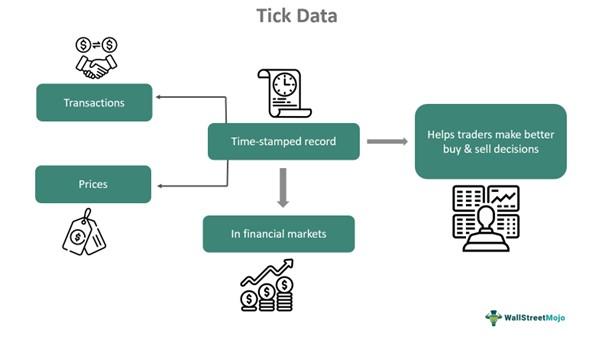 Tick Data
Transactions
Time-stamped record
Helps traders make better
buy & sell decisions
Prices
In financial markets
WallStreetMojo